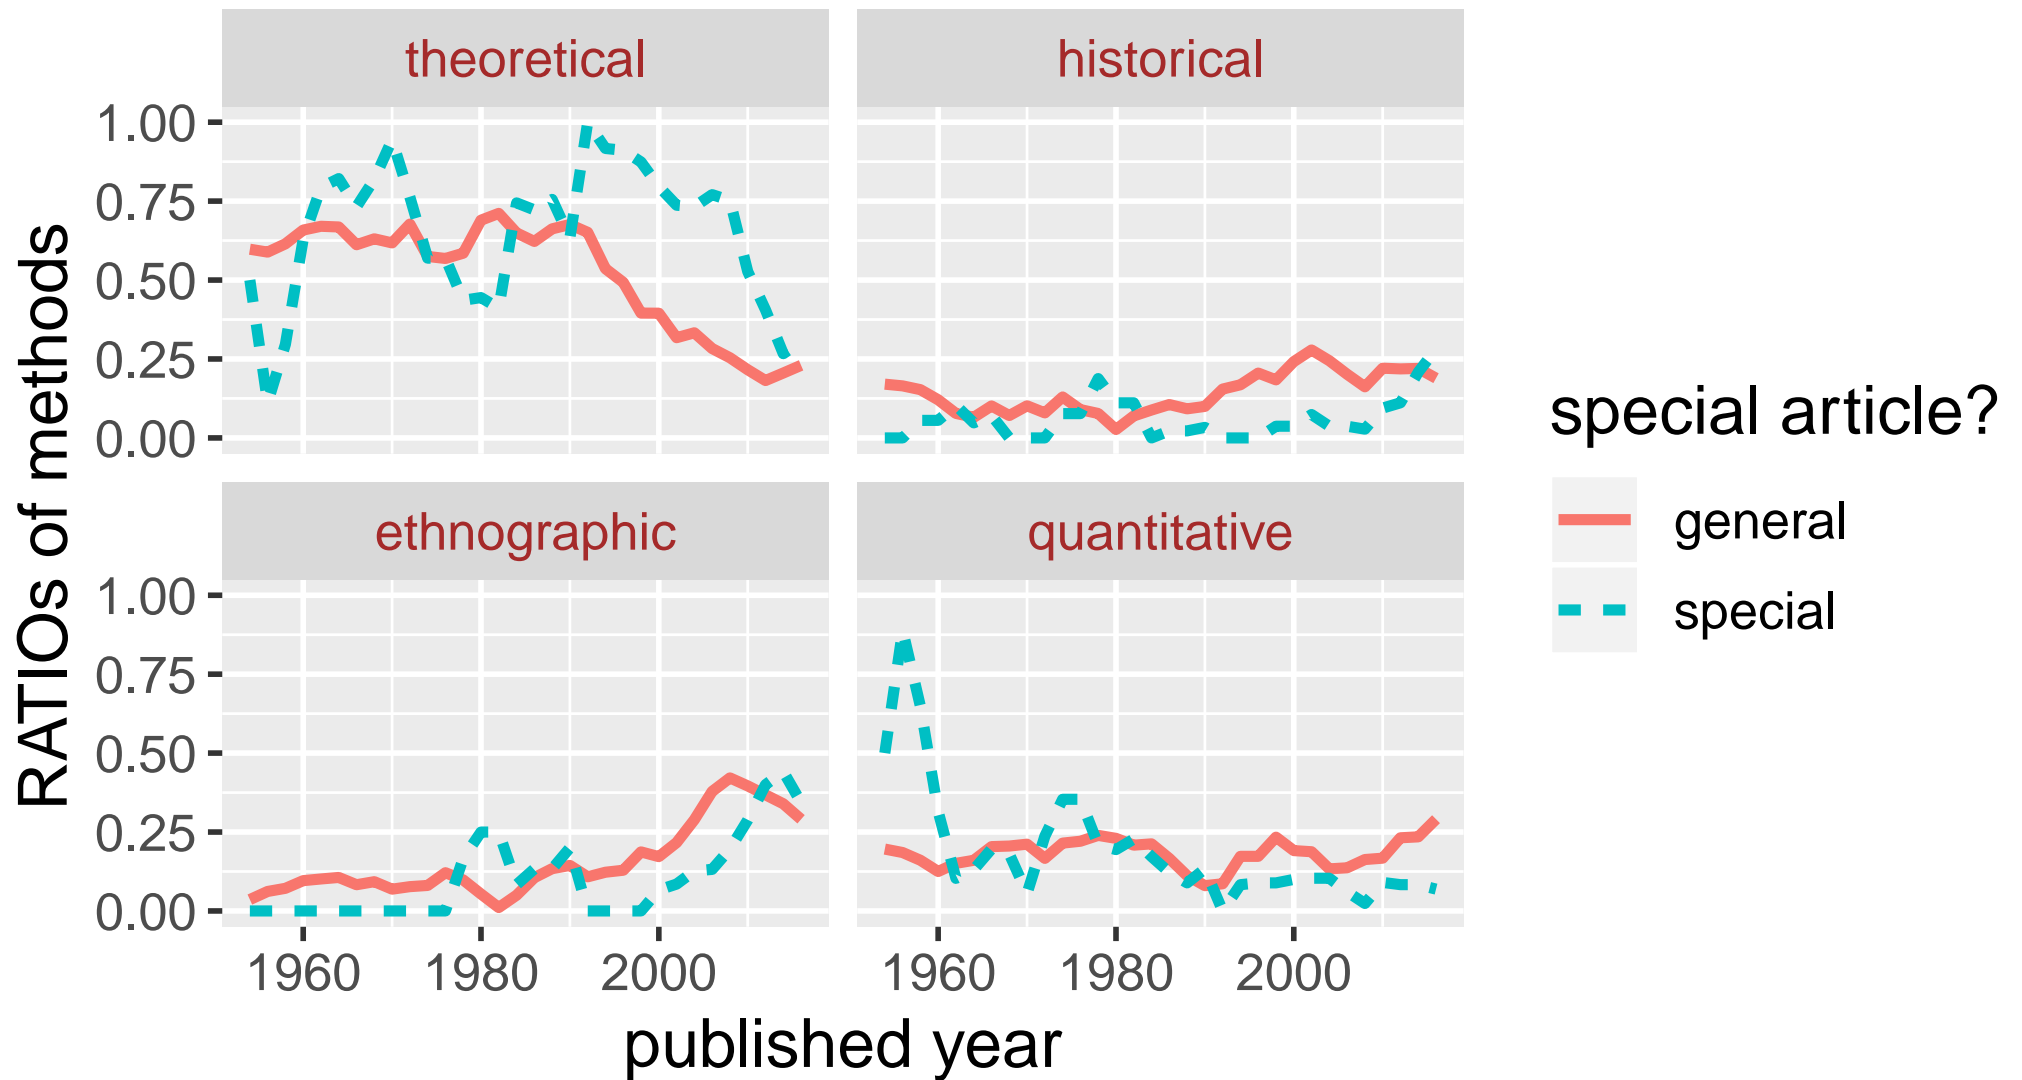 theoretical
historical
1.00
0.75
0.50
0.25
0.00
ethnographic
quantitative
1.00
0.75
0.50
0.25
0.00
1960 1980 2000
1960 1980 2000
published year
RATIOs of methods
special article?
general
special